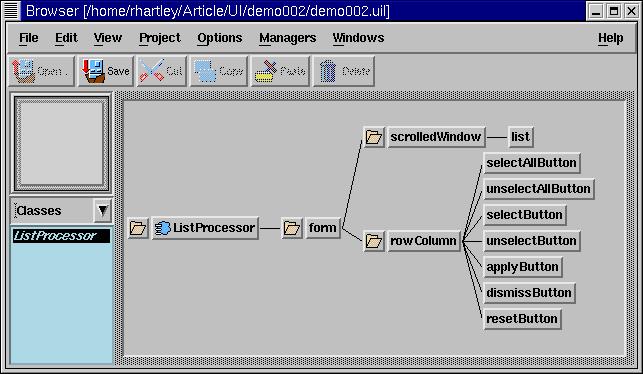 Browser [/home/rhartley/Article/UI/demo002/demo002.uil]
File Edit View Project Options Managers Windows Help
Open... Save Cut Copy Paste Delete
scrolledWindow list
selectAllButton
unselectAllButton
Classes
selectButton
ListProcessor
ListProcessor form
rowColumn unselectButton
applyButton
dismissButton
resetButton